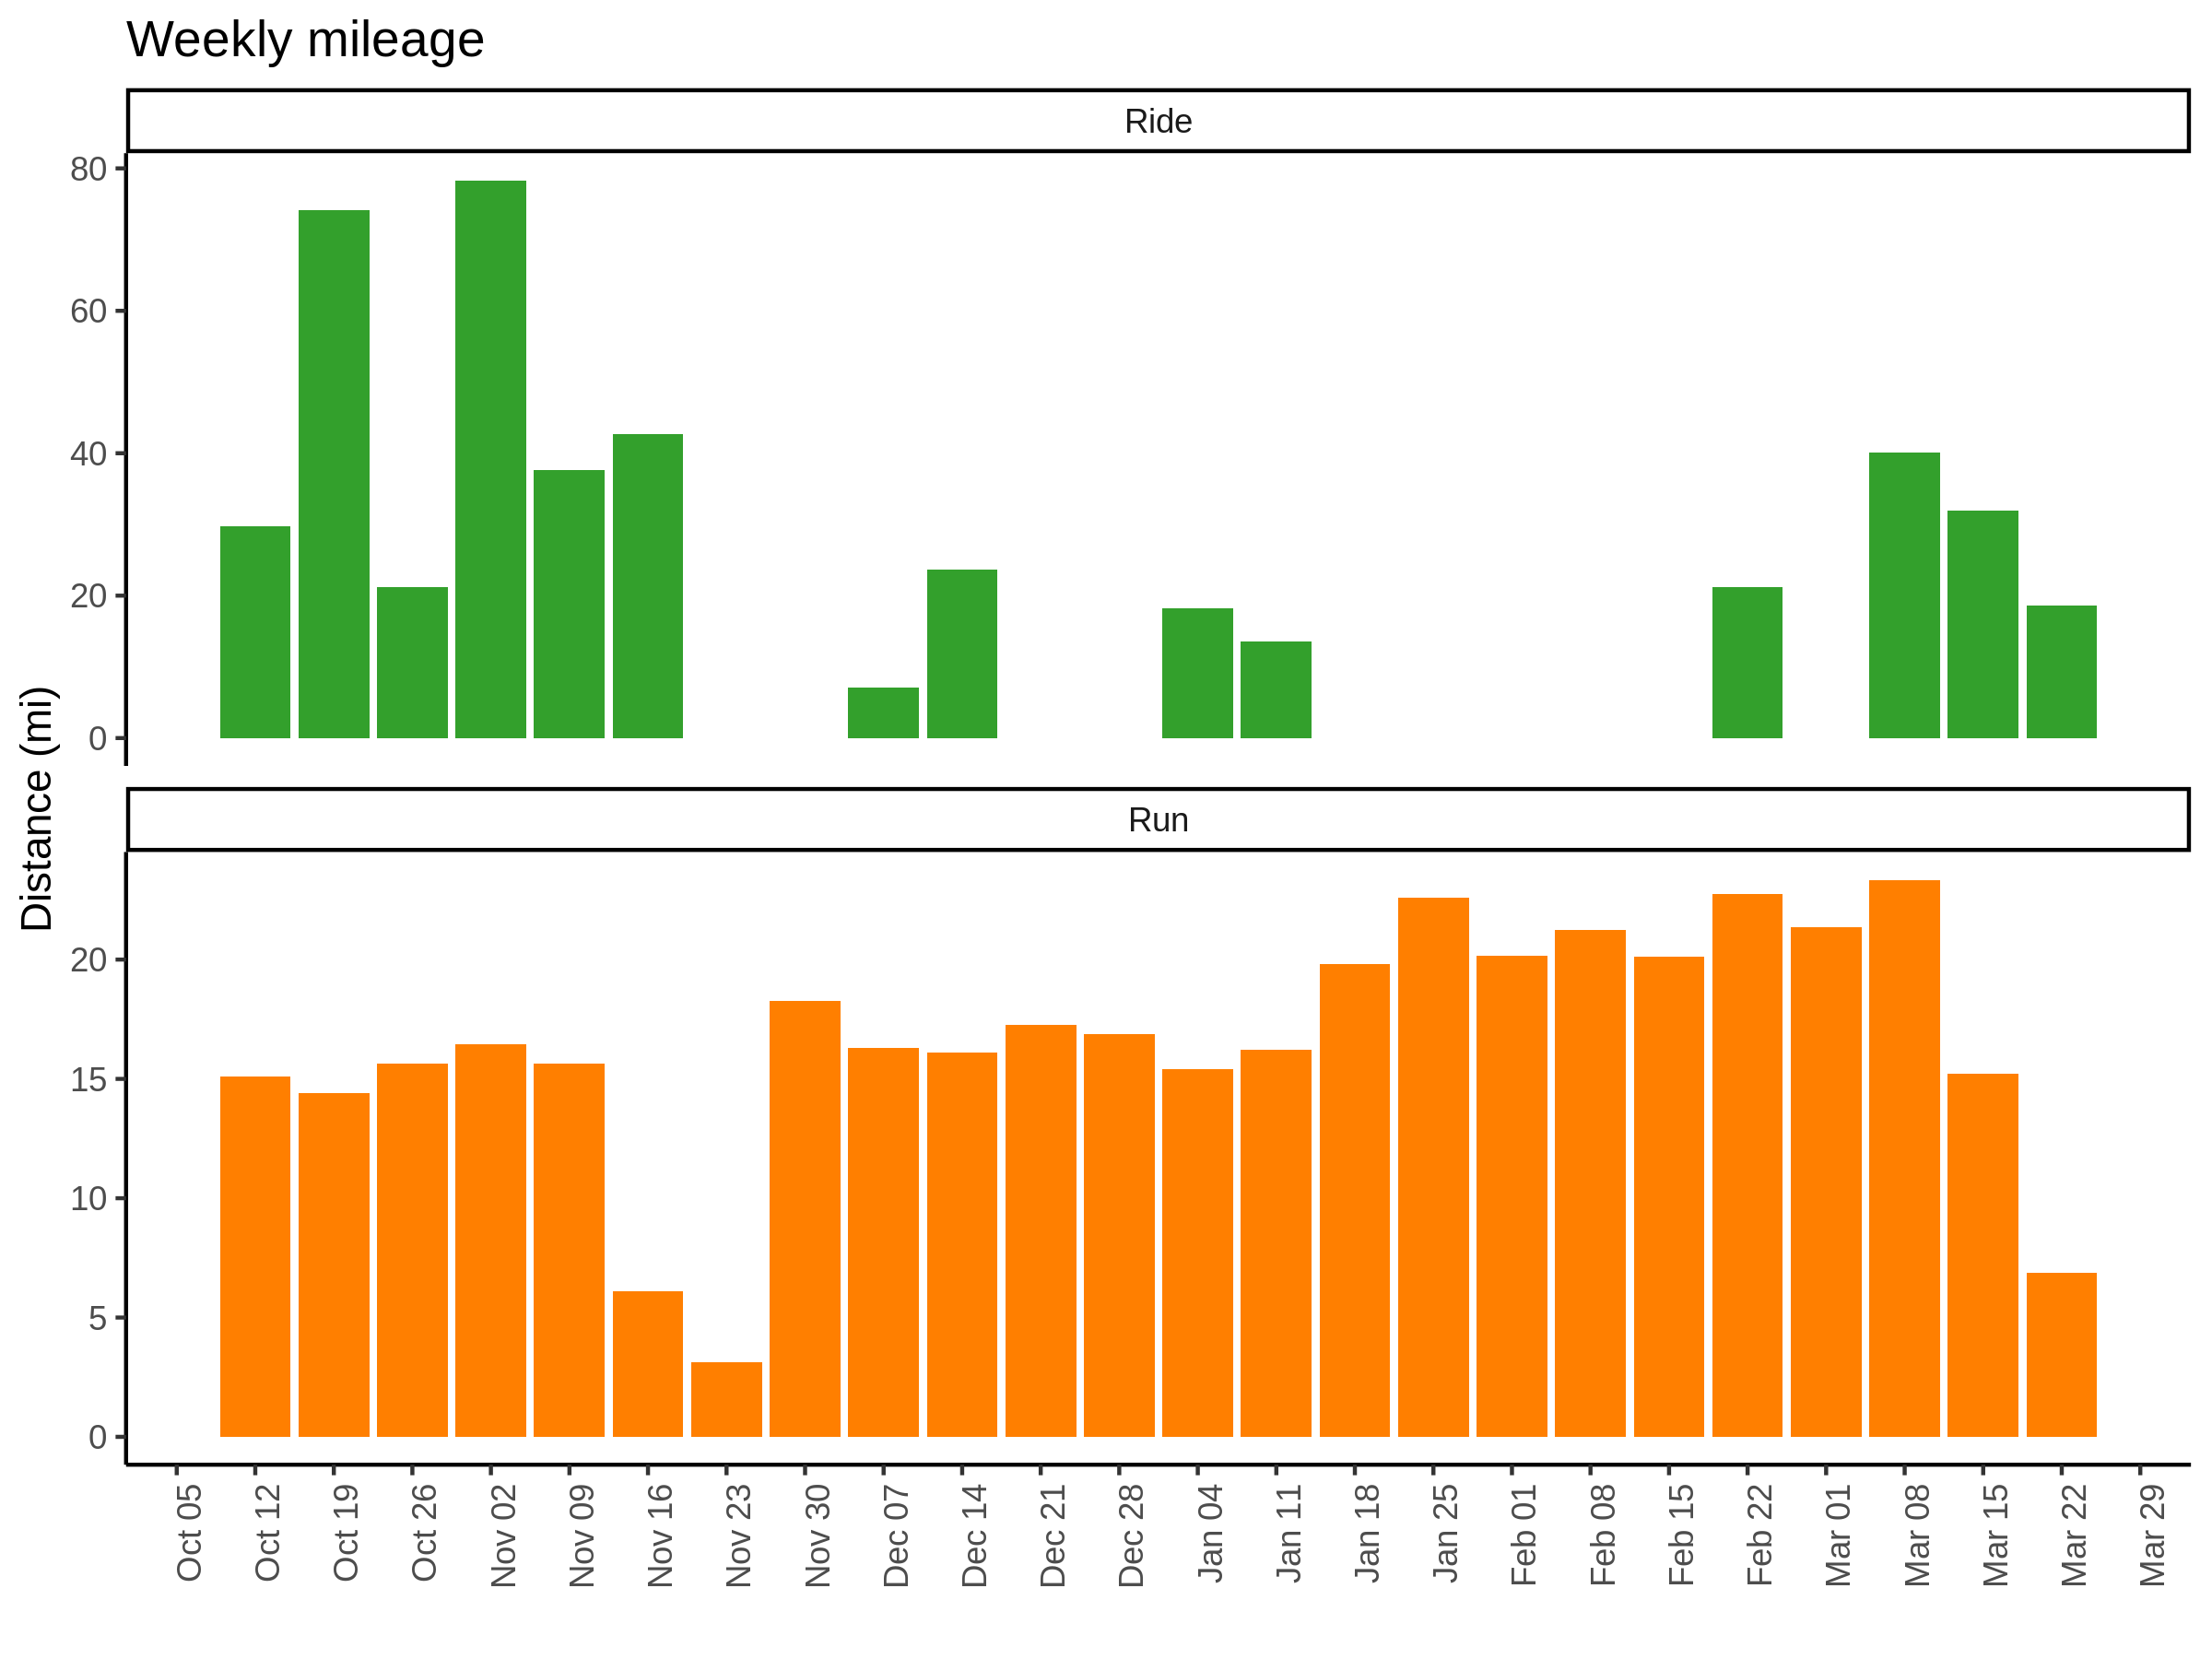 Weekly mileage
Ride
80
60
40
20
0
Distance (mi)
Run
20
15
10
5
0
Oct 05
Oct 12
Oct 19
Oct 26
Nov 02
Nov 09
Nov 16
Nov 23
Nov 30
Dec 07
Dec 14
Dec 21
Dec 28
Jan 04
Jan 11
Jan 18
Jan 25
Feb 01
Feb 08
Feb 15
Feb 22
Mar 01
Mar 08
Mar 15
Mar 22
Mar 29